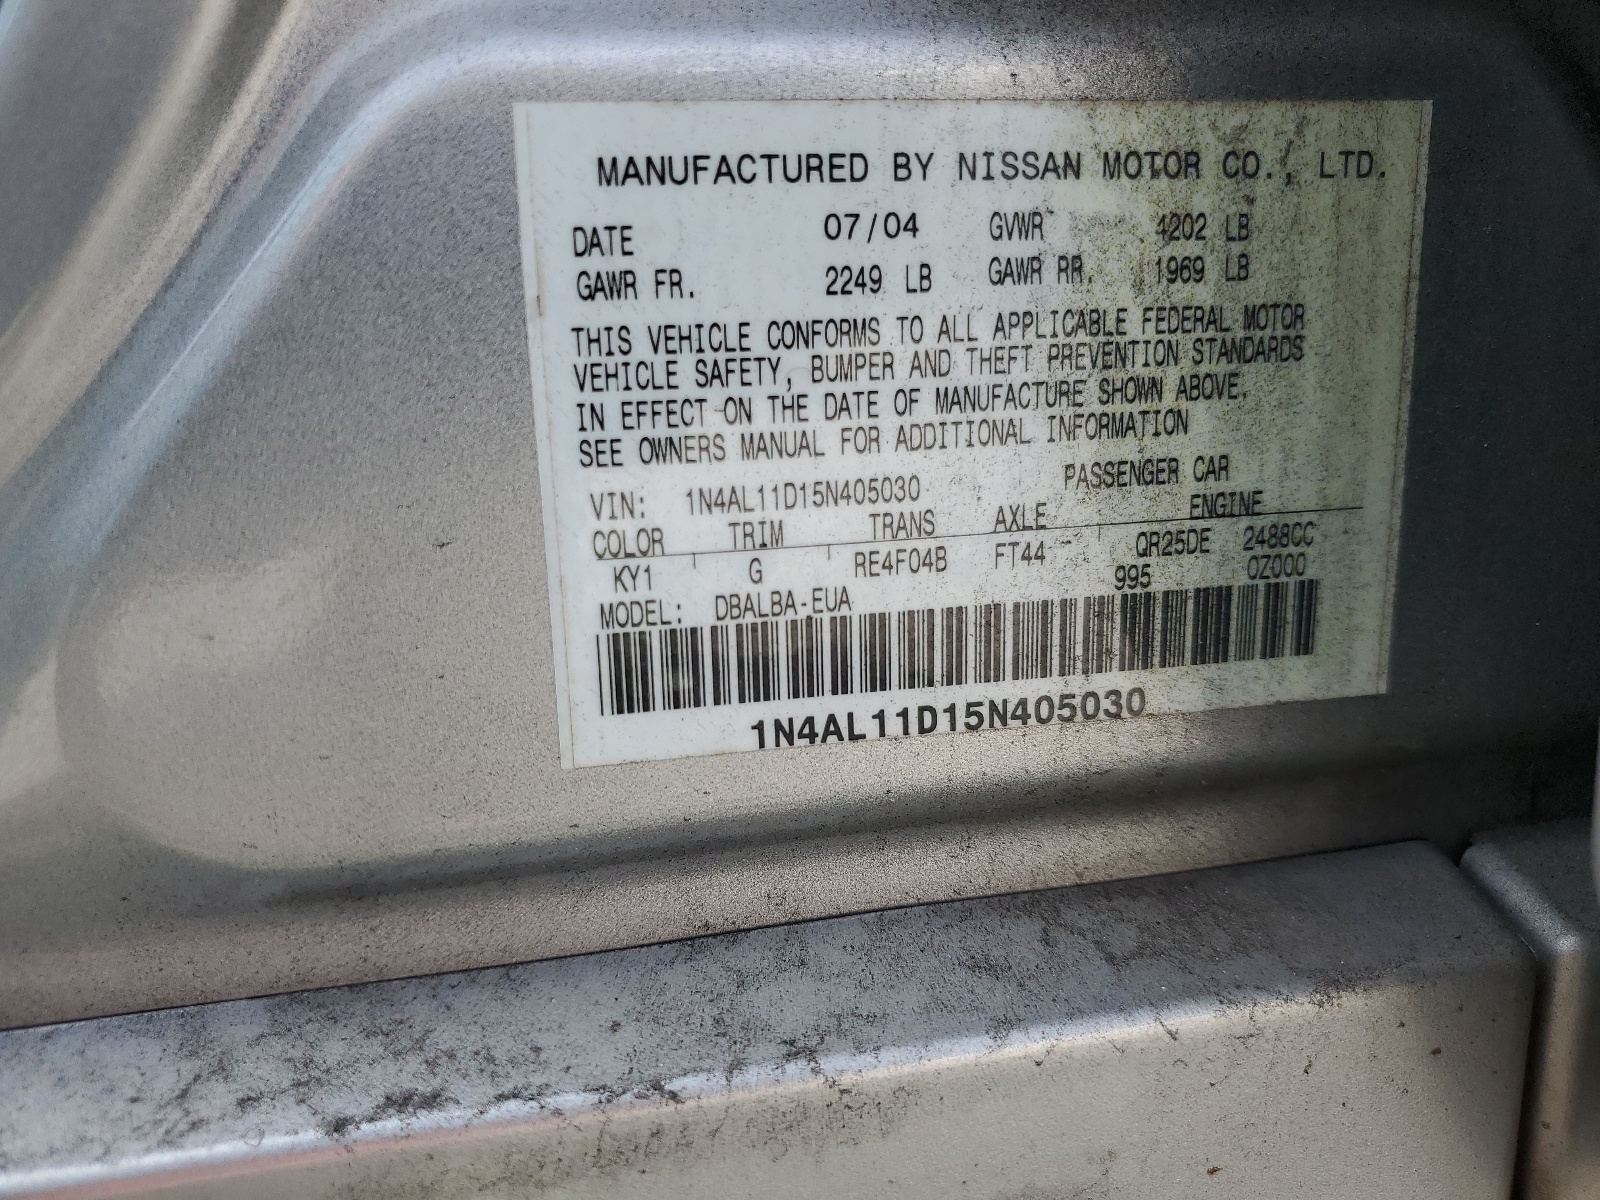 MANUFACTURED BY NISSAN MOTOR CO., LTD.
DATE 07/04 GVWR 4202 LB
GAWR FR. 2249 LB GAWR RR. 1969 LB
THIS VEHICLE CONFORMS TO ALL APPLICABLE FEDERAL MOTOR
VEHICLE SAFETY, BUMPER AND THEFT PREVENTION STANDARDS
IN EFFECT ON THE DATE OF MANUFACTURE SHOWN ABOVE.
SEE OWNERS MANUAL FOR ADDITIONAL INFORMATION
VIN: 1N4AL11D15N405030 PASSENGER CAR
COLOR TRIM TRANS AXLE ENGINE
KY1 G RE4F04B FT44 QR25DE 2488CC
MODEL: DBALBA-EUA 995 0Z000
1N4AL11D15N405030